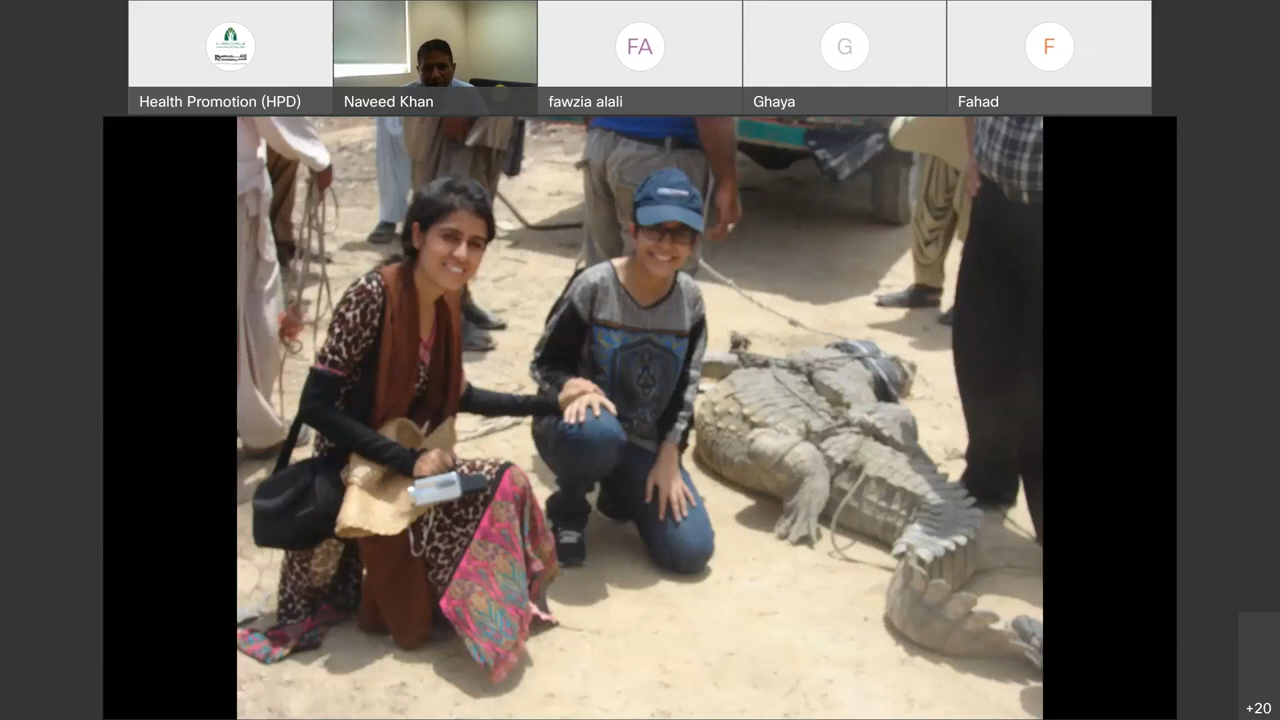 Health Promotion (HPD)
Naveed Khan
FA
fawzia alali
G
Ghaya
F
Fahad
+20